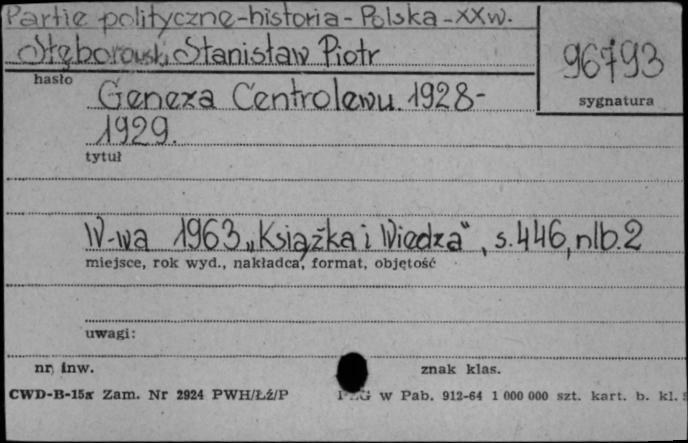 Partie polityczne-historia-Polska-XXw.
Stęborowski Stanisław Piotr
96793
hasło
sygnatura
Geneza Centrolewu. 1928-
1929.
tytuł
W-wa 1963 „Książka i Wiedza", s.446, nlb.2
miejsce, rok wyd., nakładca, format, objętość
uwagi:
nr inw.
znak klas.
CWD-B-15a Zam. Nr 2924 PWH/Łź/P
w Pab. 912-64 1 000 000 szt. kart. b. kl.